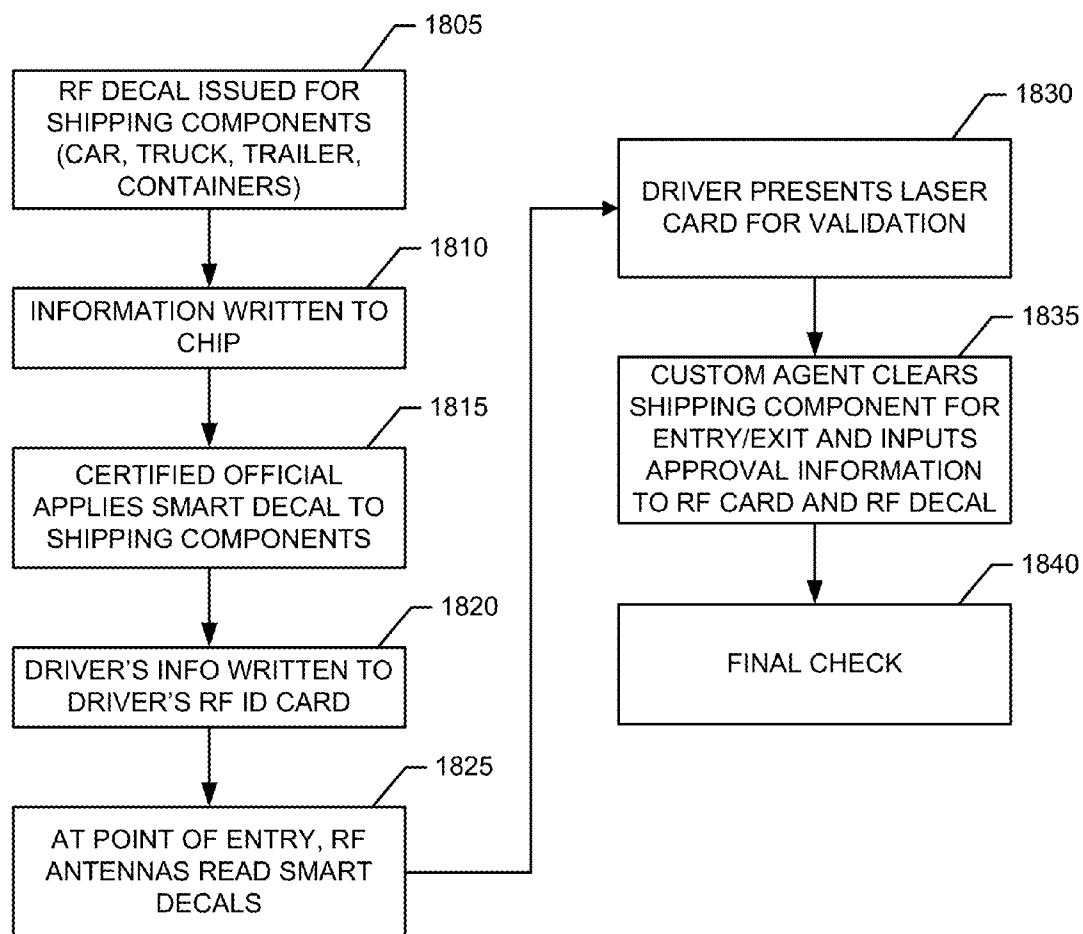 1805
RF DECAL ISSUED FOR
SHIPPING COMPONENTS
(CAR, TRUCK, TRAILER,
CONTAINERS)
1810
INFORMATION WRITTEN TO
CHIP
1815
CERTIFIED OFFICIAL
APPLIES SMART DECAL TO
SHIPPING COMPONENTS
1820
DRIVER'S INFO WRITTEN TO
DRIVER'S RF ID CARD
1825
AT POINT OF ENTRY, RF
ANTENNAS READ SMART
DECALS
1830
DRIVER PRESENTS LASER
CARD FOR VALIDATION
1835
CUSTOM AGENT CLEARS
SHIPPING COMPONENT FOR
ENTRY/EXIT AND INPUTS
APPROVAL INFORMATION
TO RF CARD AND RF DECAL
1840
FINAL CHECK